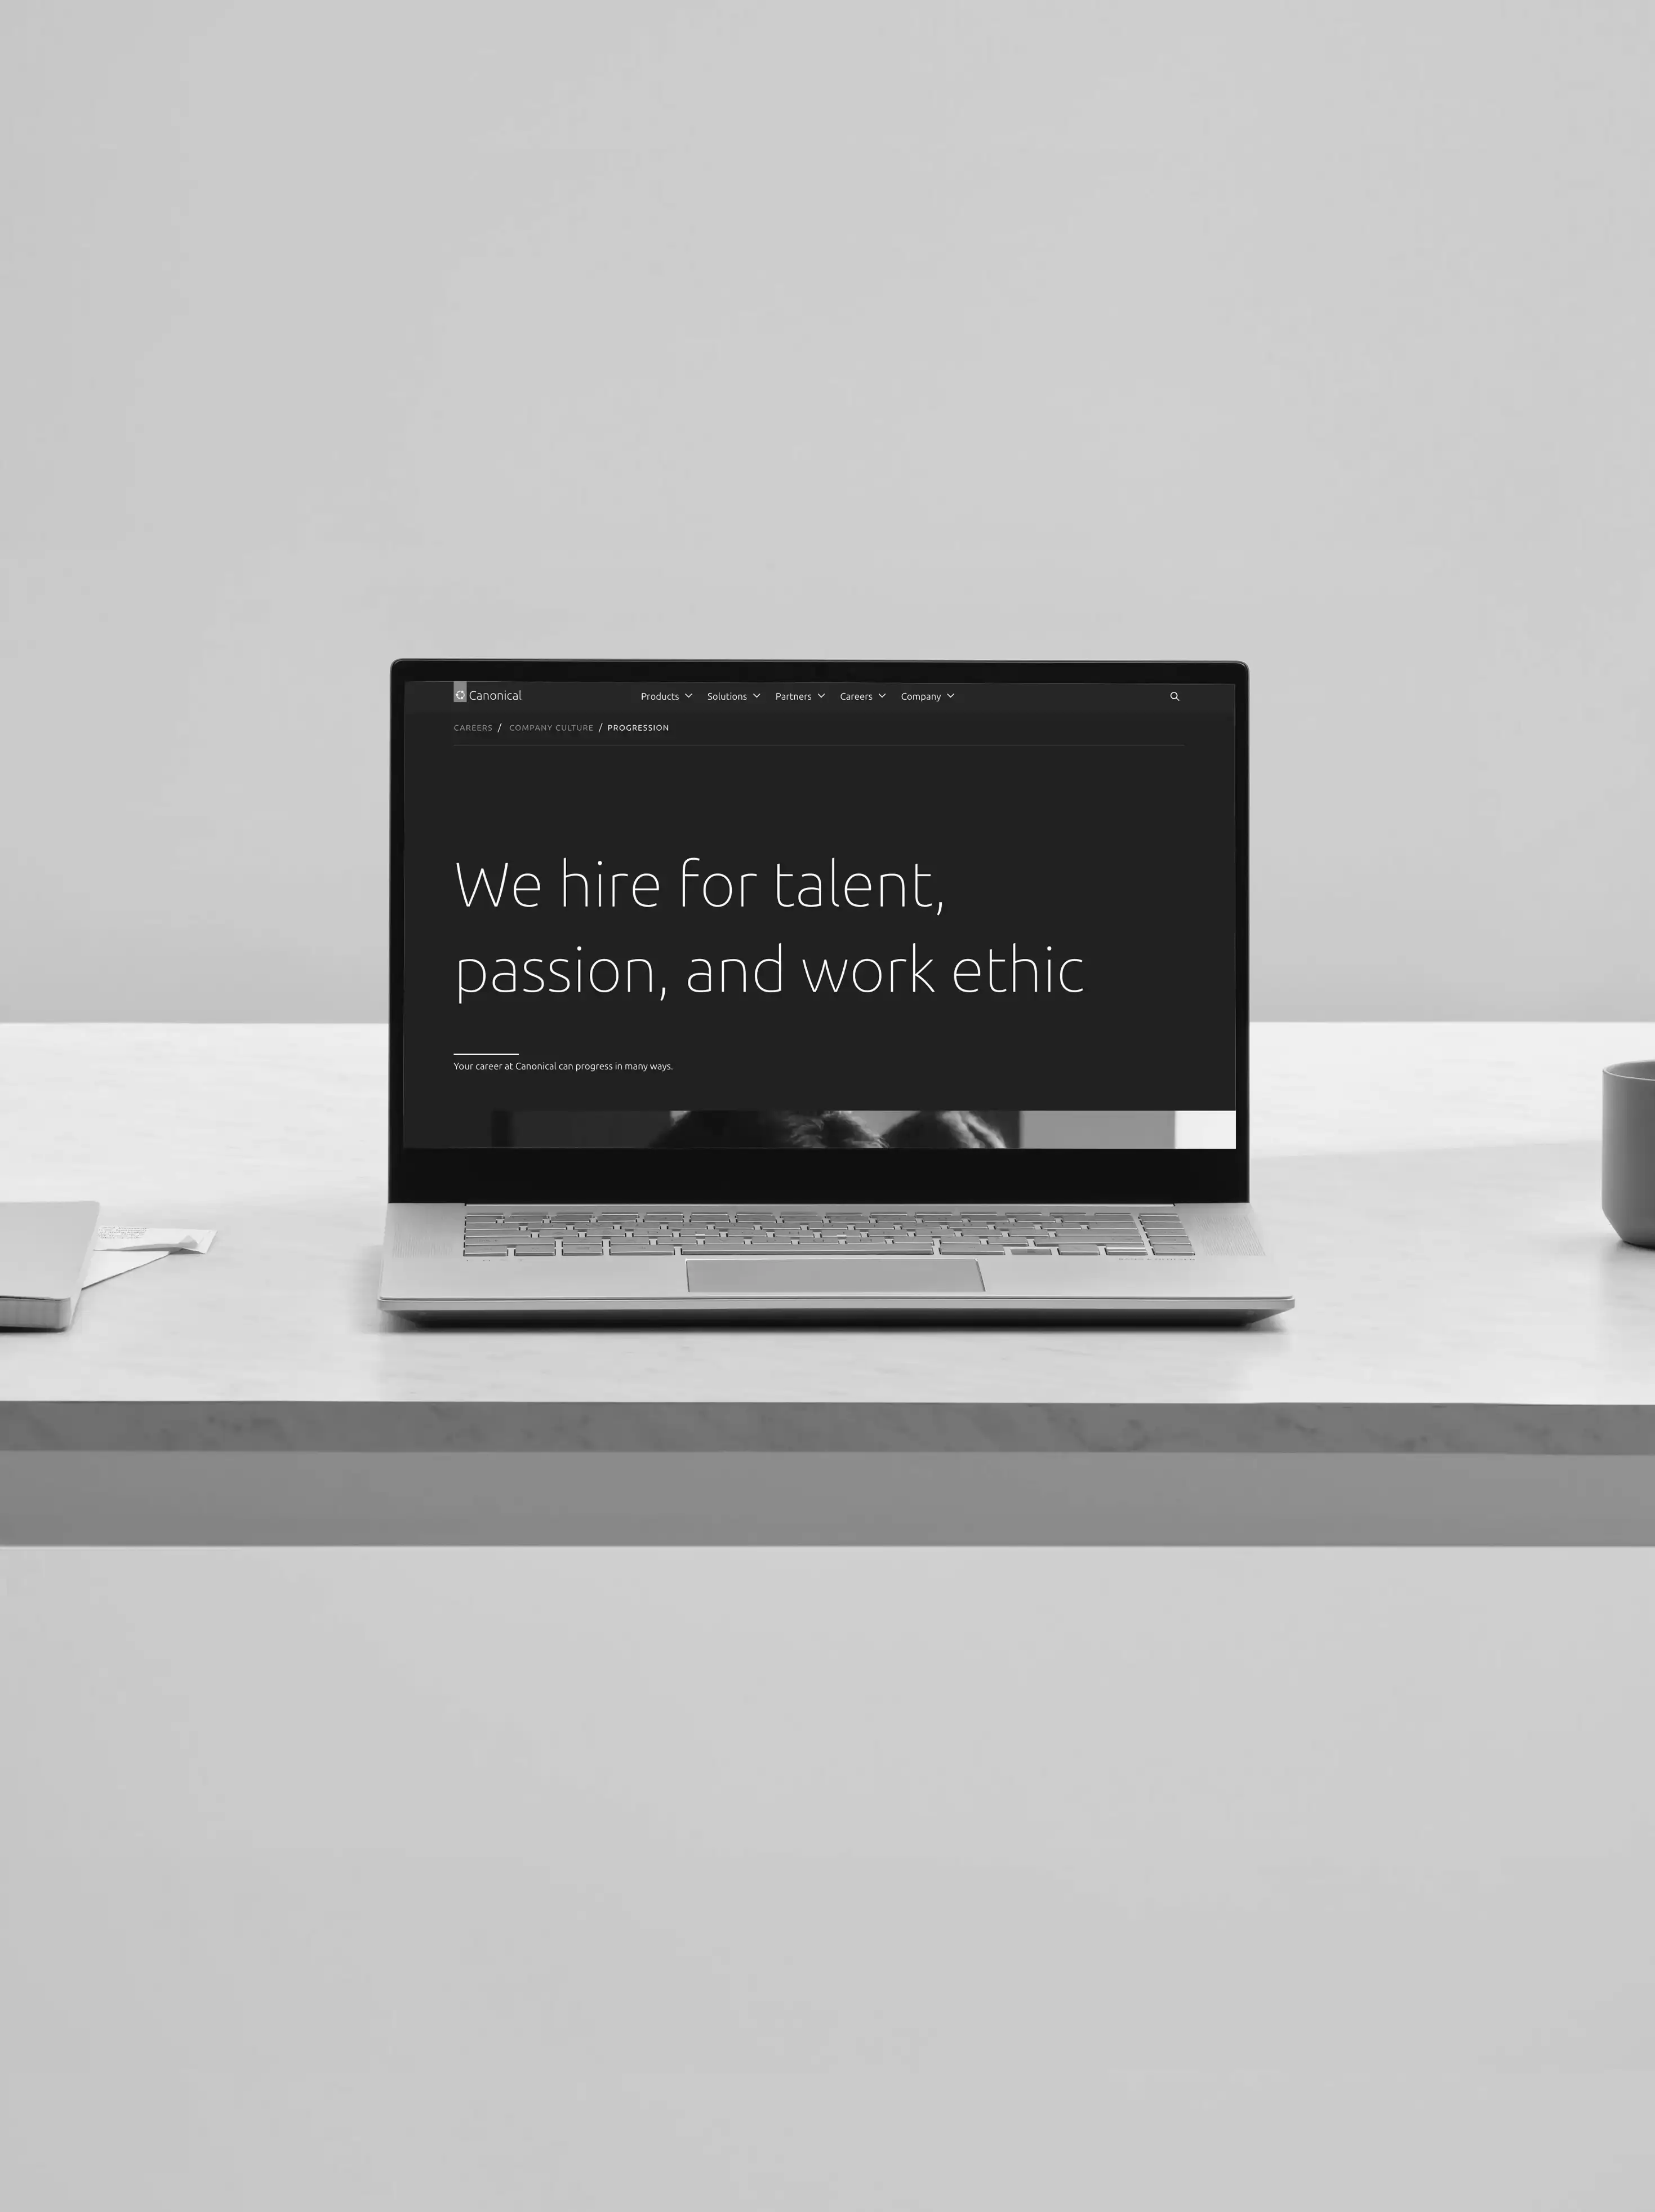 Canonical
Products Solutions Partners Careers Company
CAREERS / COMPANY CULTURE / PROGRESSION
We hire for talent,
passion, and work ethic
Your career at Canonical can progress in many ways.